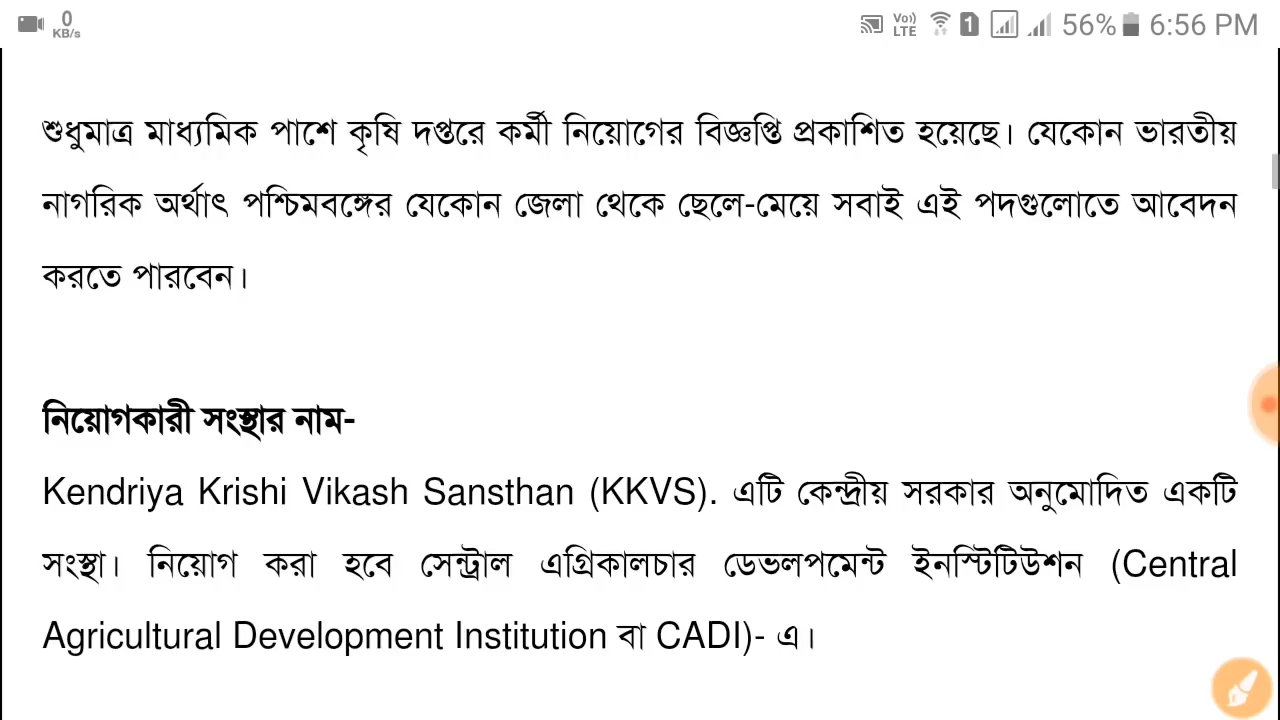 0
KB/s
Vo)) LTE 1 56% 6:56 PM
শুধুমাত্র মাধ্যমিক পাশে কৃষি দপ্তরে কর্মী নিয়োগের বিজ্ঞপ্তি প্রকাশিত হয়েছে। যেকোন ভারতীয়
নাগরিক অর্থাৎ পশ্চিমবঙ্গের যেকোন জেলা থেকে ছেলে-মেয়ে সবাই এই পদগুলোতে আবেদন
করতে পারবেন।
নিয়োগকারী সংস্থার নাম-
Kendriya Krishi Vikash Sansthan (KKVS). এটি কেন্দ্রীয় সরকার অনুমোদিত একটি
সংস্থা। নিয়োগ করা হবে সেন্ট্রাল এগ্রিকালচার ডেভলপমেন্ট ইনস্টিটিউশন (Central
Agricultural Development Institution বা CADI)- এ।